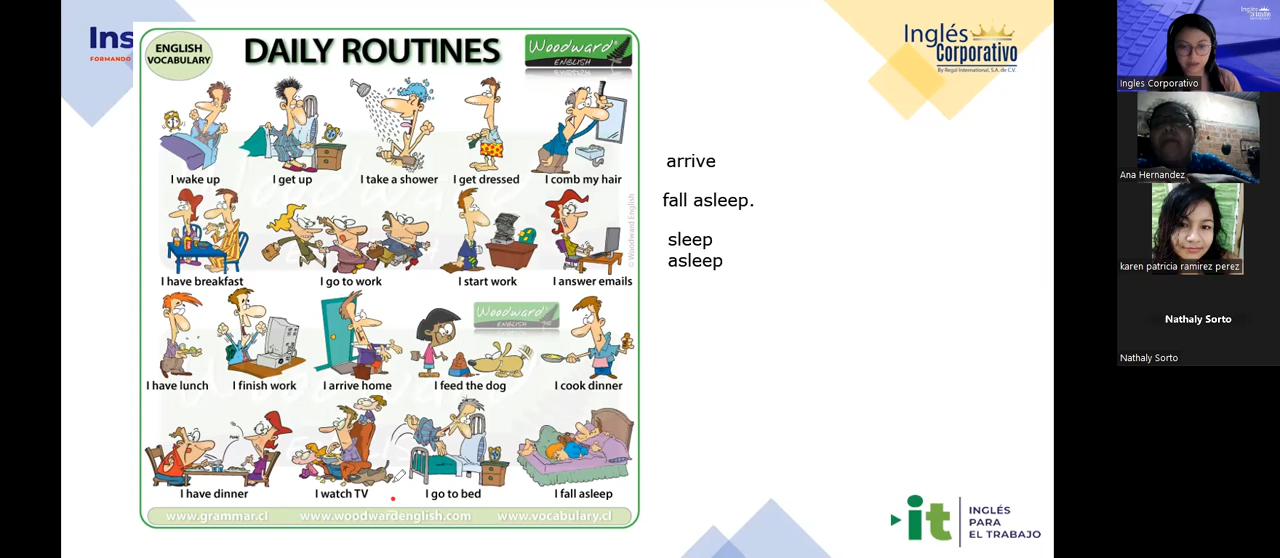 Ins
FORMANDO
ENGLISH
VOCABULARY
DAILY ROUTINES
Woodward
ENGLISH
Inglés
Corporativo
By Regal International, S.A. de C.V.
I wake up
I get up
I take a shower
I get dressed
I comb my hair
I have breakfast
I go to work
I start work
I answer emails
© Woodward English
Woodward
ENGLISH
I have lunch
I finish work
I arrive home
I feed the dog
I cook dinner
I have dinner
I watch TV
I go to bed
I fall asleep
www.grammar.cl
www.woodwardenglish.com
www.vocabulary.cl
arrive
fall asleep.
sleep
asleep
it
INGLÉS
PARA
EL TRABAJO
Ingles Corporativo
Ana Hernandez
karen patricia ramirez perez
Nathaly Sorto
Nathaly Sorto